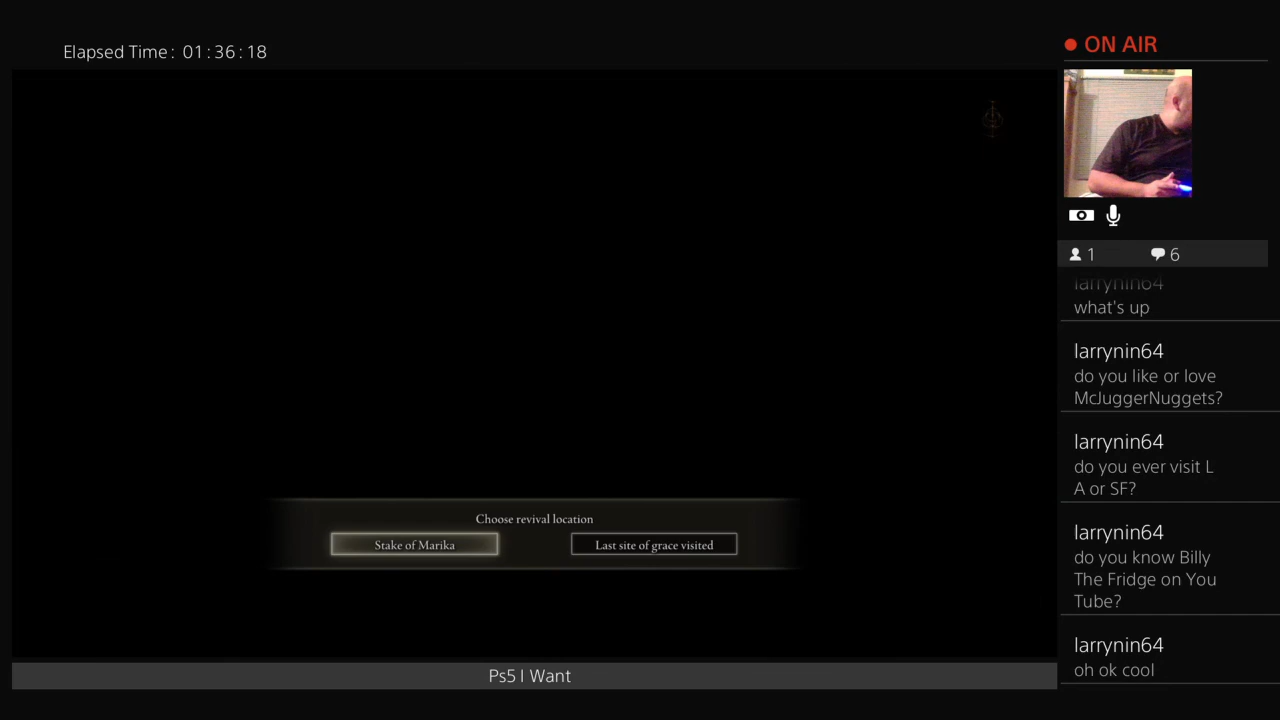 Elapsed Time: 01:36:18
ON AIR
1
6
larrynin64
what's up
larrynin64
do you like or love
McJuggerNuggets?
larrynin64
do you ever visit L
A or SF?
larrynin64
do you know Billy
The Fridge on You
Tube?
larrynin64
oh ok cool
Choose revival location
Stake of Marika
Last site of grace visited
Ps5 I Want